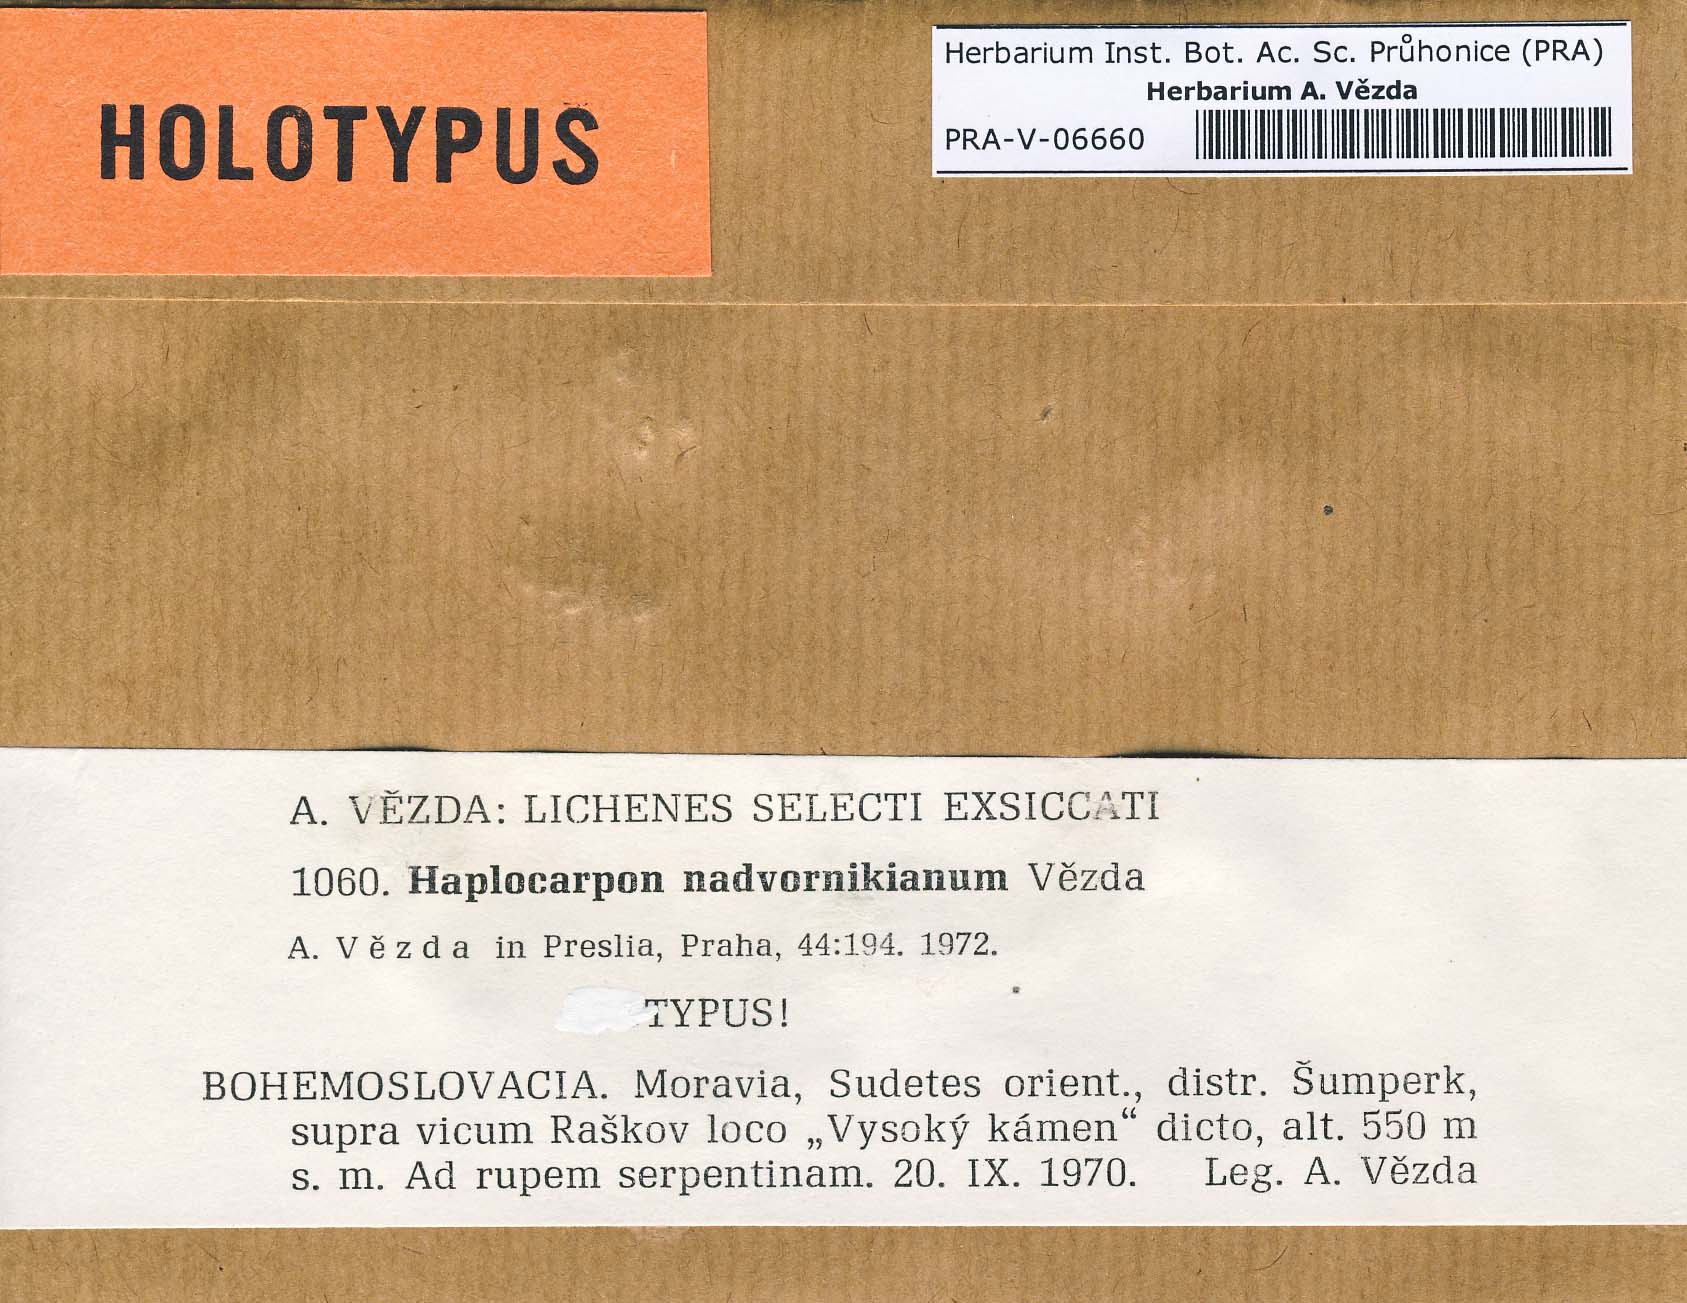 HOLOTYPUS
Herbarium Inst. Bot. Ac. Sc. Průhonice (PRA)
Herbarium A. Vězda
PRA-V-06660
A. VĚZDA: LICHENES SELECTI EXSICCATI
1060. Haplocarpon nadvornikianum Vězda
A. Vězda in Preslia, Praha, 44:194. 1972.
TYPUS!
BOHEMOSLOVACIA. Moravia, Sudetes orient., distr. Šumperk,
supra vicum Raškov loco „Vysoký kámen“ dicto, alt. 550 m
s. m. Ad rupem serpentinam. 20. IX. 1970. Leg. A. Vězda